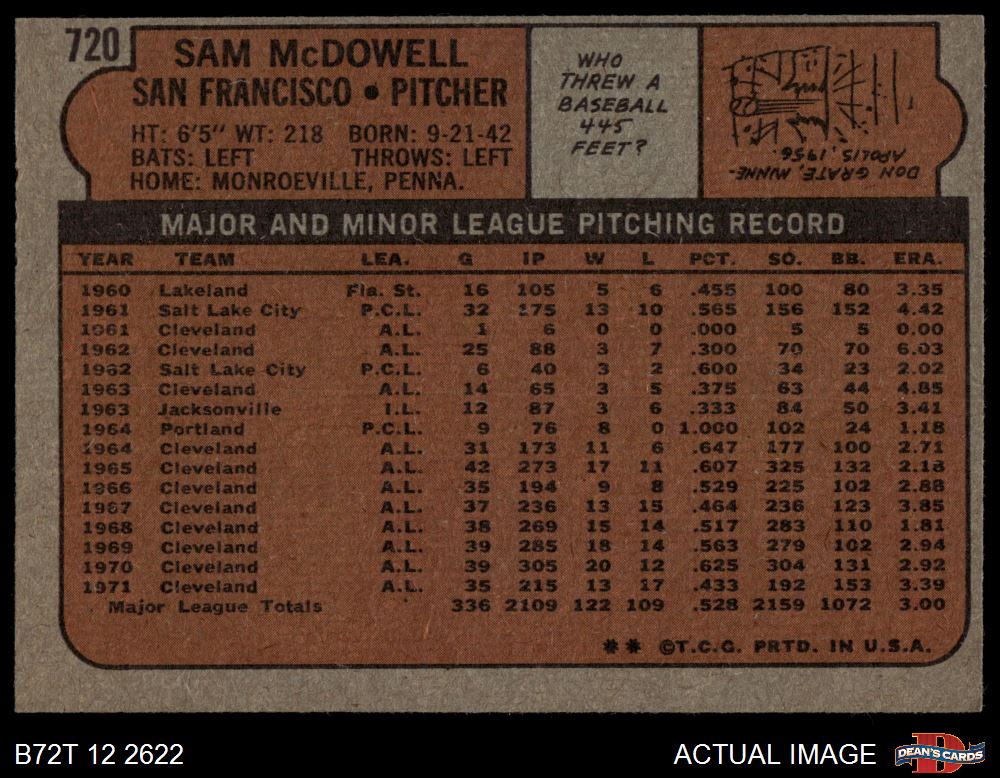 720
SAM McDOWELL
SAN FRANCISCO • PITCHER
HT: 6'5" WT: 218 BORN: 9-21-42
BATS: LEFT THROWS: LEFT
HOME: MONROEVILLE, PENNA.
WHO
THREW A
BASEBALL
445
FEET?
DON GRATE, MINNE-
APOLIS, 1956.
MAJOR AND MINOR LEAGUE PITCHING RECORD
YEAR TEAM LEA. G IP W L PCT. SO. BB. ERA.
1960 Lakeland Fla. St. 16 105 5 6 .455 100 80 3.35
1961 Salt Lake City P.C.L. 32 175 13 10 .565 156 152 4.42
1961 Cleveland A.L. 1 6 0 0 .000 5 5 0.00
1962 Cleveland A.L. 25 88 3 7 .300 70 70 6.03
1962 Salt Lake City P.C.L. 6 40 3 2 .600 34 23 2.02
1963 Cleveland A.L. 14 65 3 5 .375 63 44 4.85
1963 Jacksonville I.L. 12 87 3 6 .333 84 50 3.41
1964 Portland P.C.L. 9 76 8 0 1.000 102 24 1.18
1964 Cleveland A.L. 31 173 11 6 .647 177 100 2.71
1965 Cleveland A.L. 42 273 17 11 .607 325 132 2.18
1966 Cleveland A.L. 35 194 9 8 .529 225 102 2.88
1967 Cleveland A.L. 37 236 13 15 .464 236 123 3.85
1968 Cleveland A.L. 38 269 15 14 .517 283 110 1.81
1969 Cleveland A.L. 39 285 18 14 .563 279 102 2.94
1970 Cleveland A.L. 39 305 20 12 .625 304 131 2.92
1971 Cleveland A.L. 35 215 13 17 .433 192 153 3.39
Major League Totals 336 2109 122 109 .528 2159 1072 3.00
** ©T.C.G. PRTD. IN U.S.A.
B72T 12 2622
ACTUAL IMAGE
DEAN'S CARDS